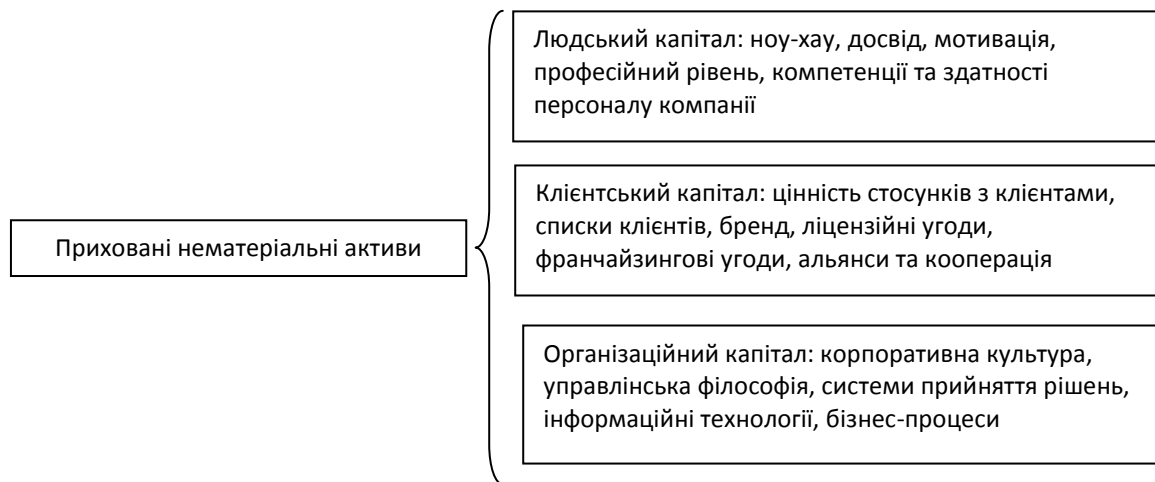 Людський капітал: ноу-хау, досвід, мотивація,
професійний рівень, компетенції та здатності
персоналу компанії
Приховані нематеріальні активи
Клієнтський капітал: цінність стосунків з клієнтами,
списки клієнтів, бренд, ліцензійні угоди,
франчайзингові угоди, альянси та кооперація
Організаційний капітал: корпоративна культура,
управлінська філософія, системи прийняття рішень,
інформаційні технології, бізнес-процеси